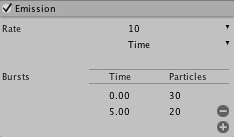 Emission
Rate 10
Time
Bursts Time Particles
0.00 30
5.00 20